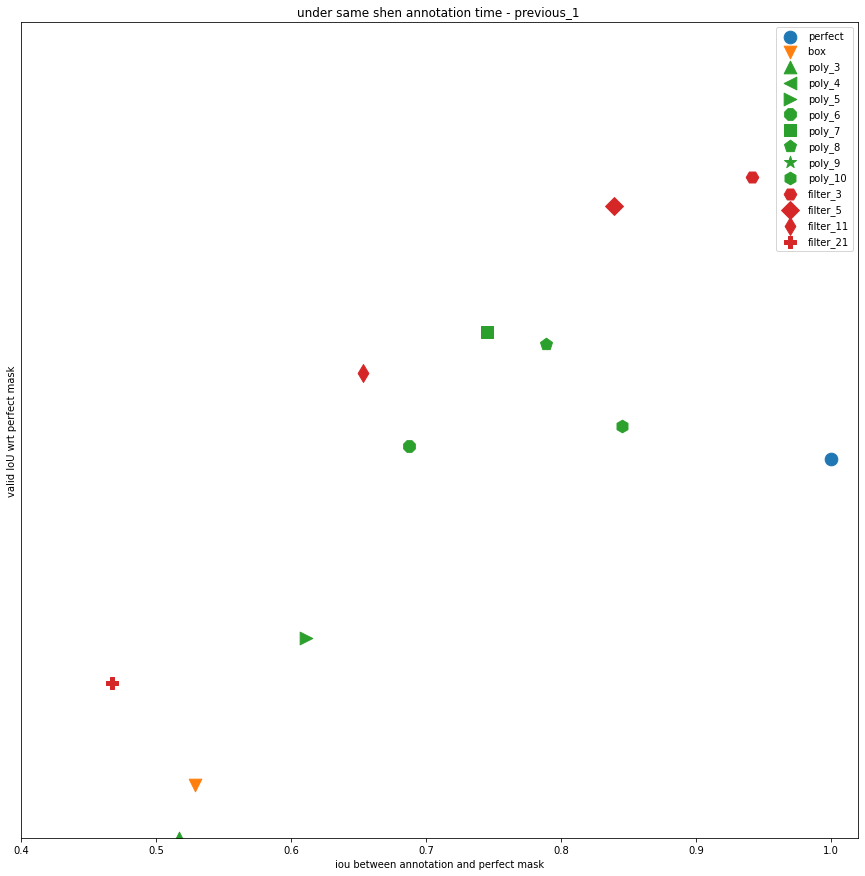 under same shen annotation time - previous_1
perfect
box
poly_3
poly_4
poly_5
poly_6
poly_7
poly_8
poly_9
poly_10
filter_3
filter_5
filter_11
filter_21
valid IoU wrt perfect mask
0.4 0.5 0.6 0.7 0.8 0.9 1.0
iou between annotation and perfect mask